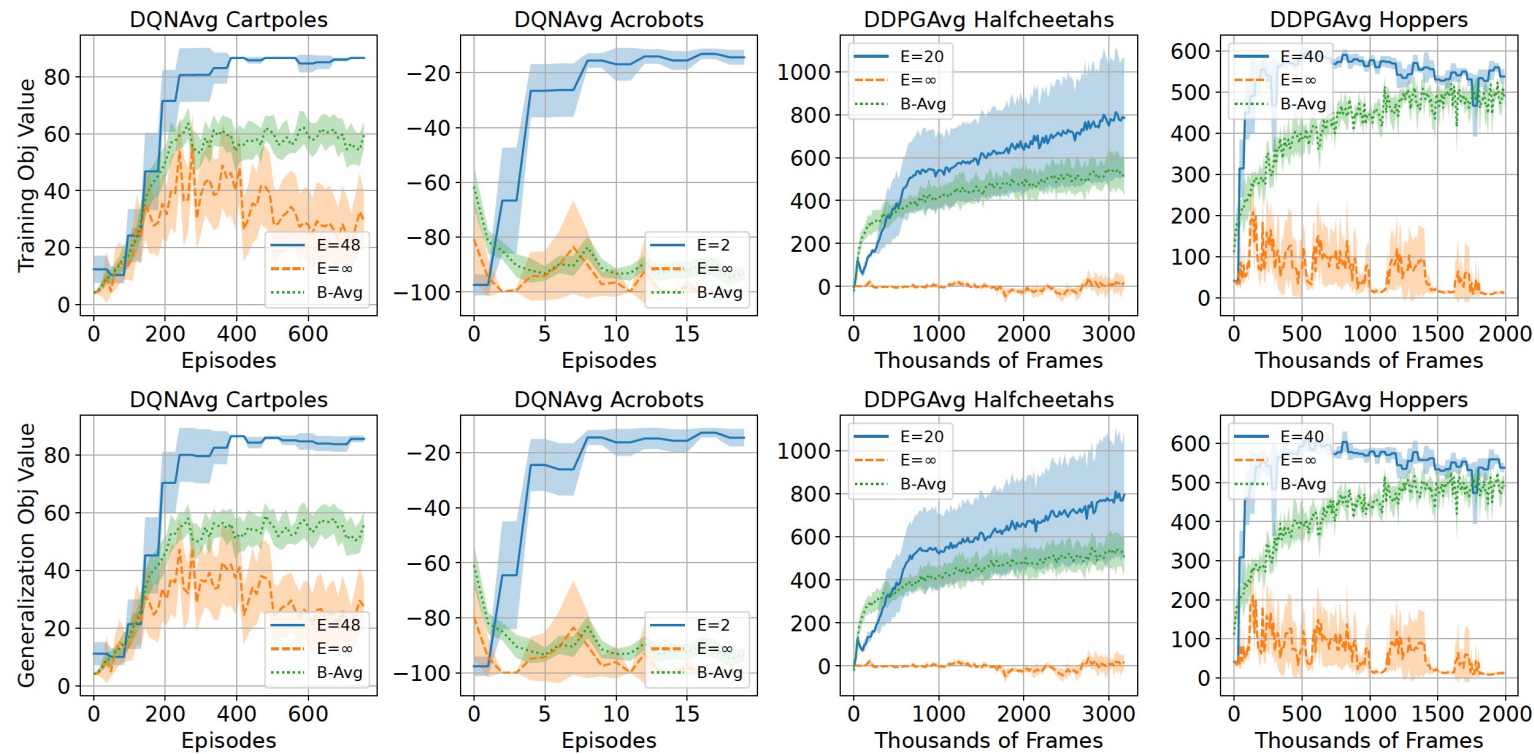 DQNAvg Cartpoles
Training Obj Value
80
60
40
20
0
E=48
E=∞
B-Avg
0 200 400 600
Episodes
DQNAvg Acrobots
−20
−40
−60
−80
−100
E=2
E=∞
B-Avg
0 5 10 15
Episodes
DDPGAvg Halfcheetahs
1000
800
600
400
200
0
E=20
E=∞
B-Avg
0 1000 2000 3000
Thousands of Frames
DDPGAvg Hoppers
600
500
400
300
200
100
0
E=40
E=∞
B-Avg
0 500 1000 1500 2000
Thousands of Frames
DQNAvg Cartpoles
Generalization Obj Value
80
60
40
20
0
E=48
E=∞
B-Avg
0 200 400 600
Episodes
DQNAvg Acrobots
−20
−40
−60
−80
−100
E=2
E=∞
B-Avg
0 5 10 15
Episodes
DDPGAvg Halfcheetahs
1000
800
600
400
200
0
E=20
E=∞
B-Avg
0 1000 2000 3000
Thousands of Frames
DDPGAvg Hoppers
600
500
400
300
200
100
0
E=40
E=∞
B-Avg
0 500 1000 1500 2000
Thousands of Frames